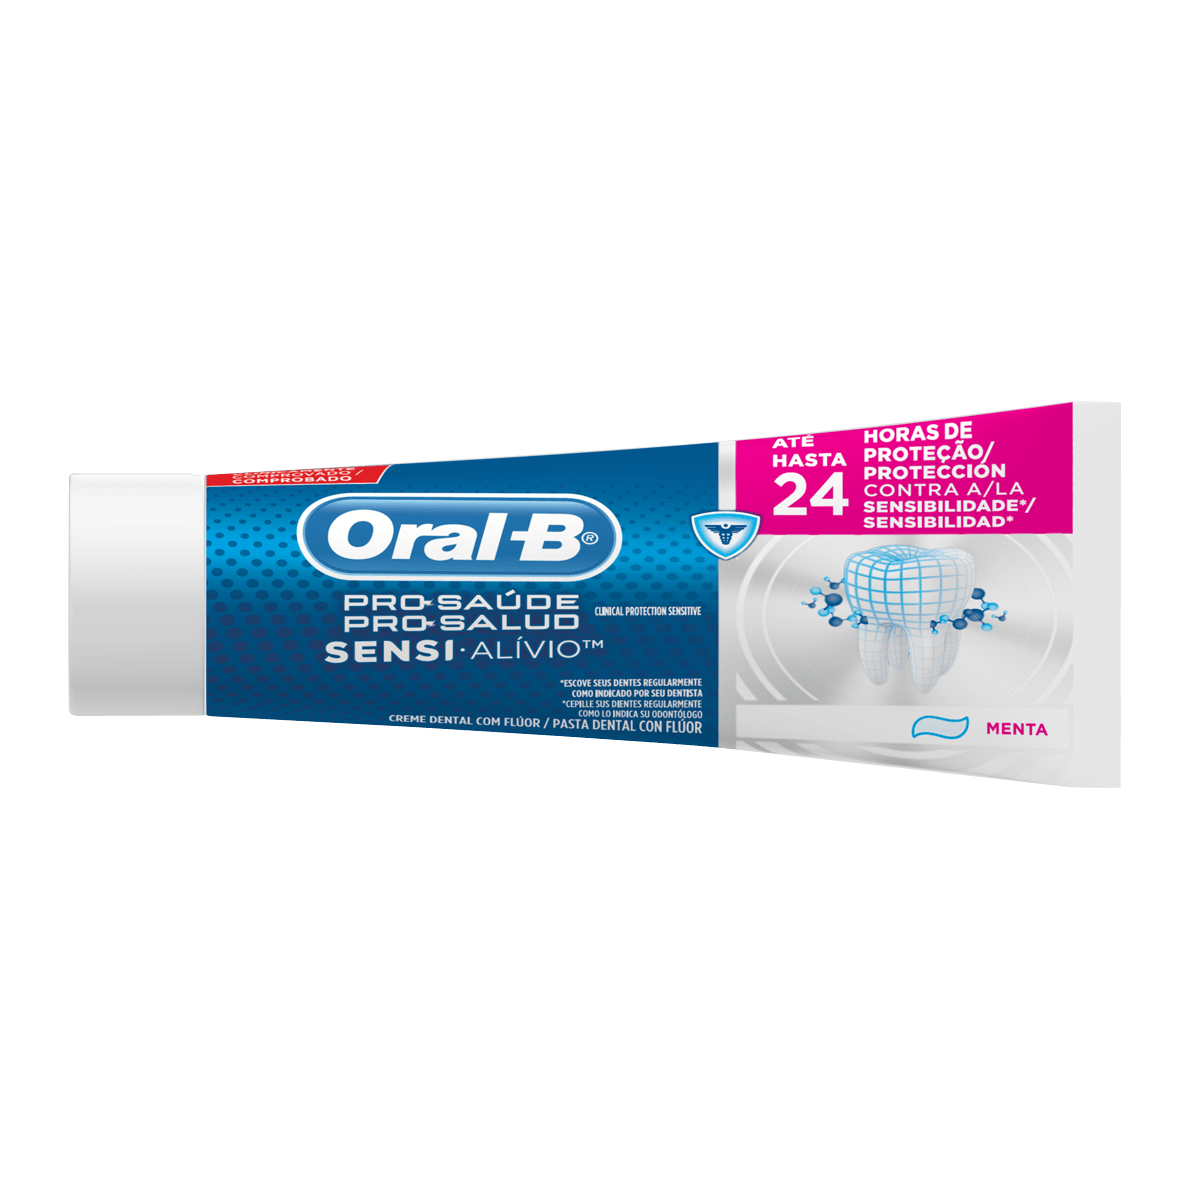 COMPROVADO/
COMPROBADO/
Oral-B®
PRO-SAÚDE
PRO-SALUD
CLINICAL PROTECTION SENSITIVE
SENSI·ALÍVIO™
*ESCOVE SEUS DENTES REGULARMENTE
COMO INDICADO POR SEU DENTISTA
*CEPILLE SUS DIENTES REGULARMENTE
COMO LO INDICA SU ODONTÓLOGO
CREME DENTAL COM FLÚOR / PASTA DENTAL CON FLÚOR
ATÉ
HASTA
24
HORAS DE
PROTEÇÃO/
PROTECCIÓN
CONTRA A/LA
SENSIBILIDADE*/
SENSIBILIDAD*
MENTA